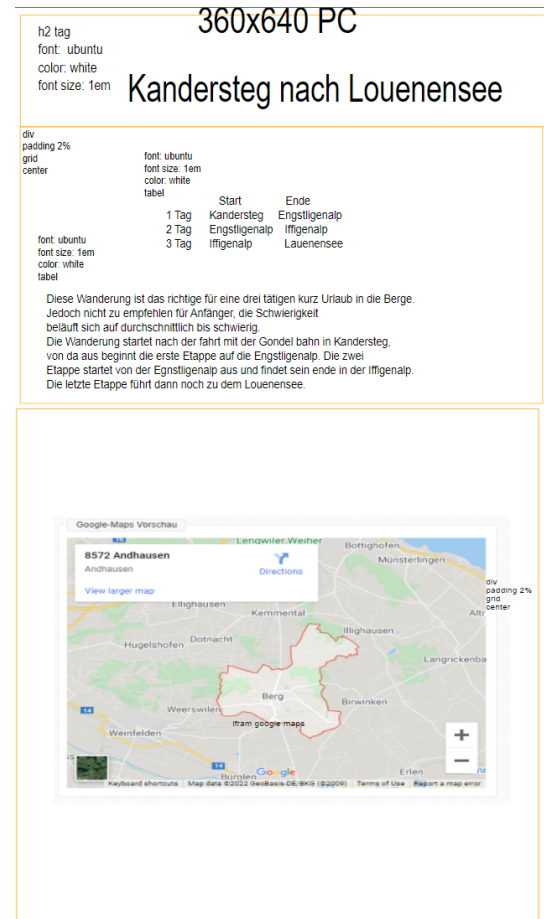 360x640 PC
h2 tag
font: ubuntu
color: white
font size: 1em
Kandersteg nach Louenensee
div
padding 2%
grid
center
font: ubuntu
font size: 1em
color: white
tabel
Start Ende
1 Tag Kandersteg Engstligenalp
2 Tag Engstligenalp Iffigenalp
3 Tag Iffigenalp Lauenensee
font: ubuntu
font size: 1em
color: white
tabel
Diese Wanderung ist das richtige für eine drei tätigen kurz Urlaub in die Berge.
Jedoch nicht zu empfehlen für Anfänger, die Schwierigkeit
beläuft sich auf durchschnittlich bis schwierig.
Die Wanderung startet nach der fahrt mit der Gondel bahn in Kandersteg,
von da aus beginnt die erste Etappe auf die Engstligenalp. Die zwei
Etappe startet von der Egnstligenalp aus und findet sein ende in der Iffigenalp.
Die letzte Etappe führt dann noch zu dem Louenensee.
Google-Maps Vorschau
Lengwiler Weiher
Bottighofen
8572 Andhausen
Münsterlingen
Andhausen
Directions
View larger map
div
padding 2%
grid
center
Ellighausen
Kemmental
Altn
Illighausen
Dotnacht
Hugelshofen
Langrickenba
Berg
Birwinken
Weerswilen
14
ifram google maps
Weinfelden
14
Erlen
Bürglen
Google
Keyboard shortcuts Map data ©2022 GeoBasis-DE/BKG (©2009) Terms of Use Report a map error